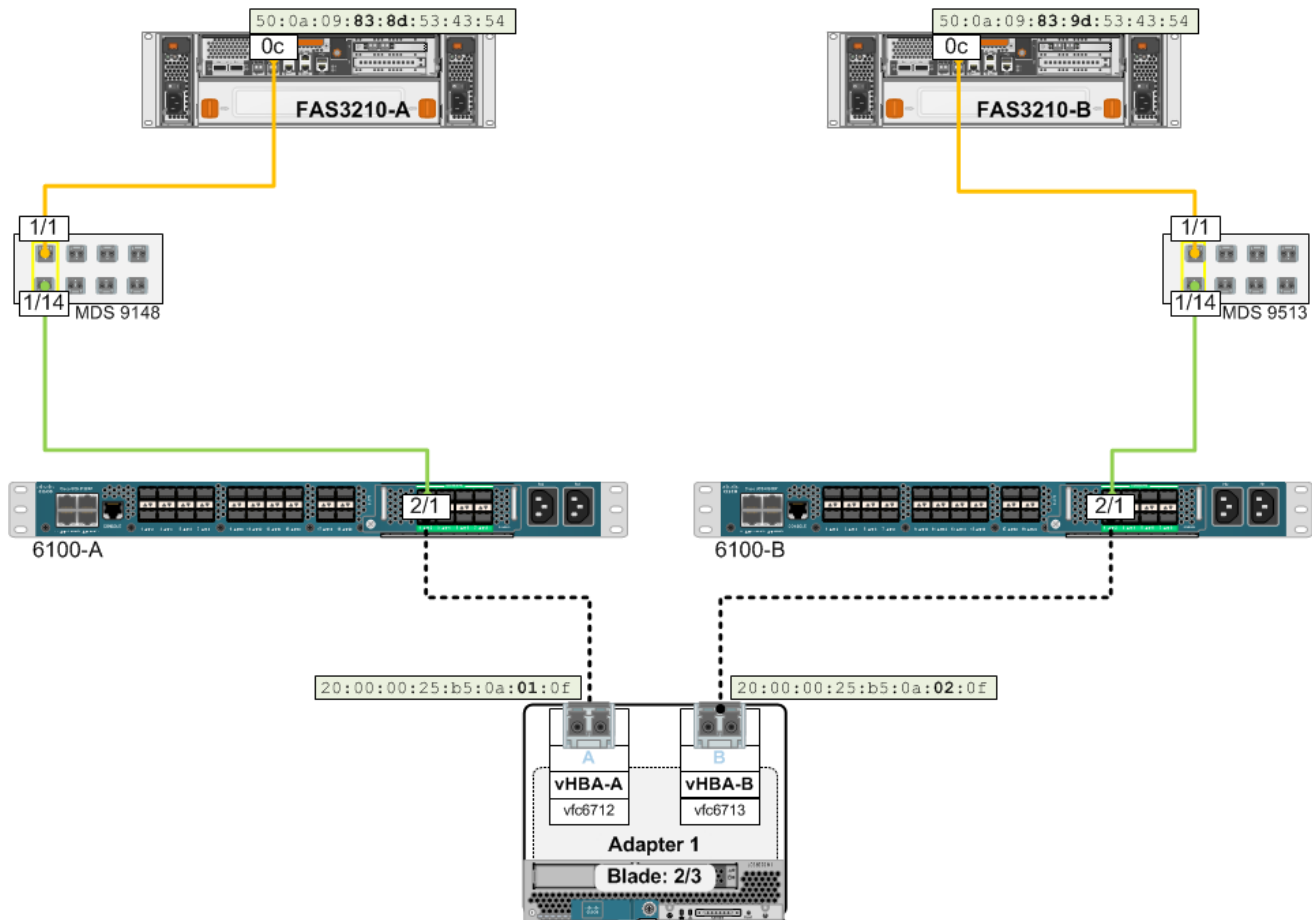 50:0a:09:83:8d:53:43:54
50:0a:09:83:9d:53:43:54
0c
0c
FAS3210-A
FAS3210-B
1/1
1/1
1/14
MDS 9148
1/14
MDS 9513
2/1
2/1
CONSOLE
6100-A
6100-B
20:00:00:25:b5:0a:01:0f
20:00:00:25:b5:0a:02:0f
A
B
vHBA-A
vHBA-B
vfc6712
vfc6713
Adapter 1
Blade: 2/3